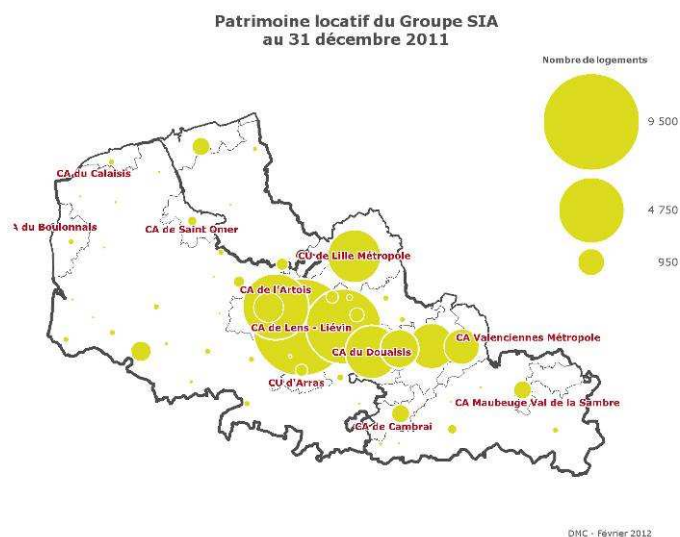 Patrimoine locatif du Groupe SIA
au 31 décembre 2011
Nombre de logements
9 500
4 750
950
CA du Calaisis
CA du Boulonnais
CA de Saint Omer
CU de Lille Métropole
CA de l'Artois
CA de Lens - Liévin
CA Valenciennes Métropole
CA du Douaisis
CU d'Arras
CA Maubeuge Val de la Sambre
CA de Cambrai
DMC - Février 2012